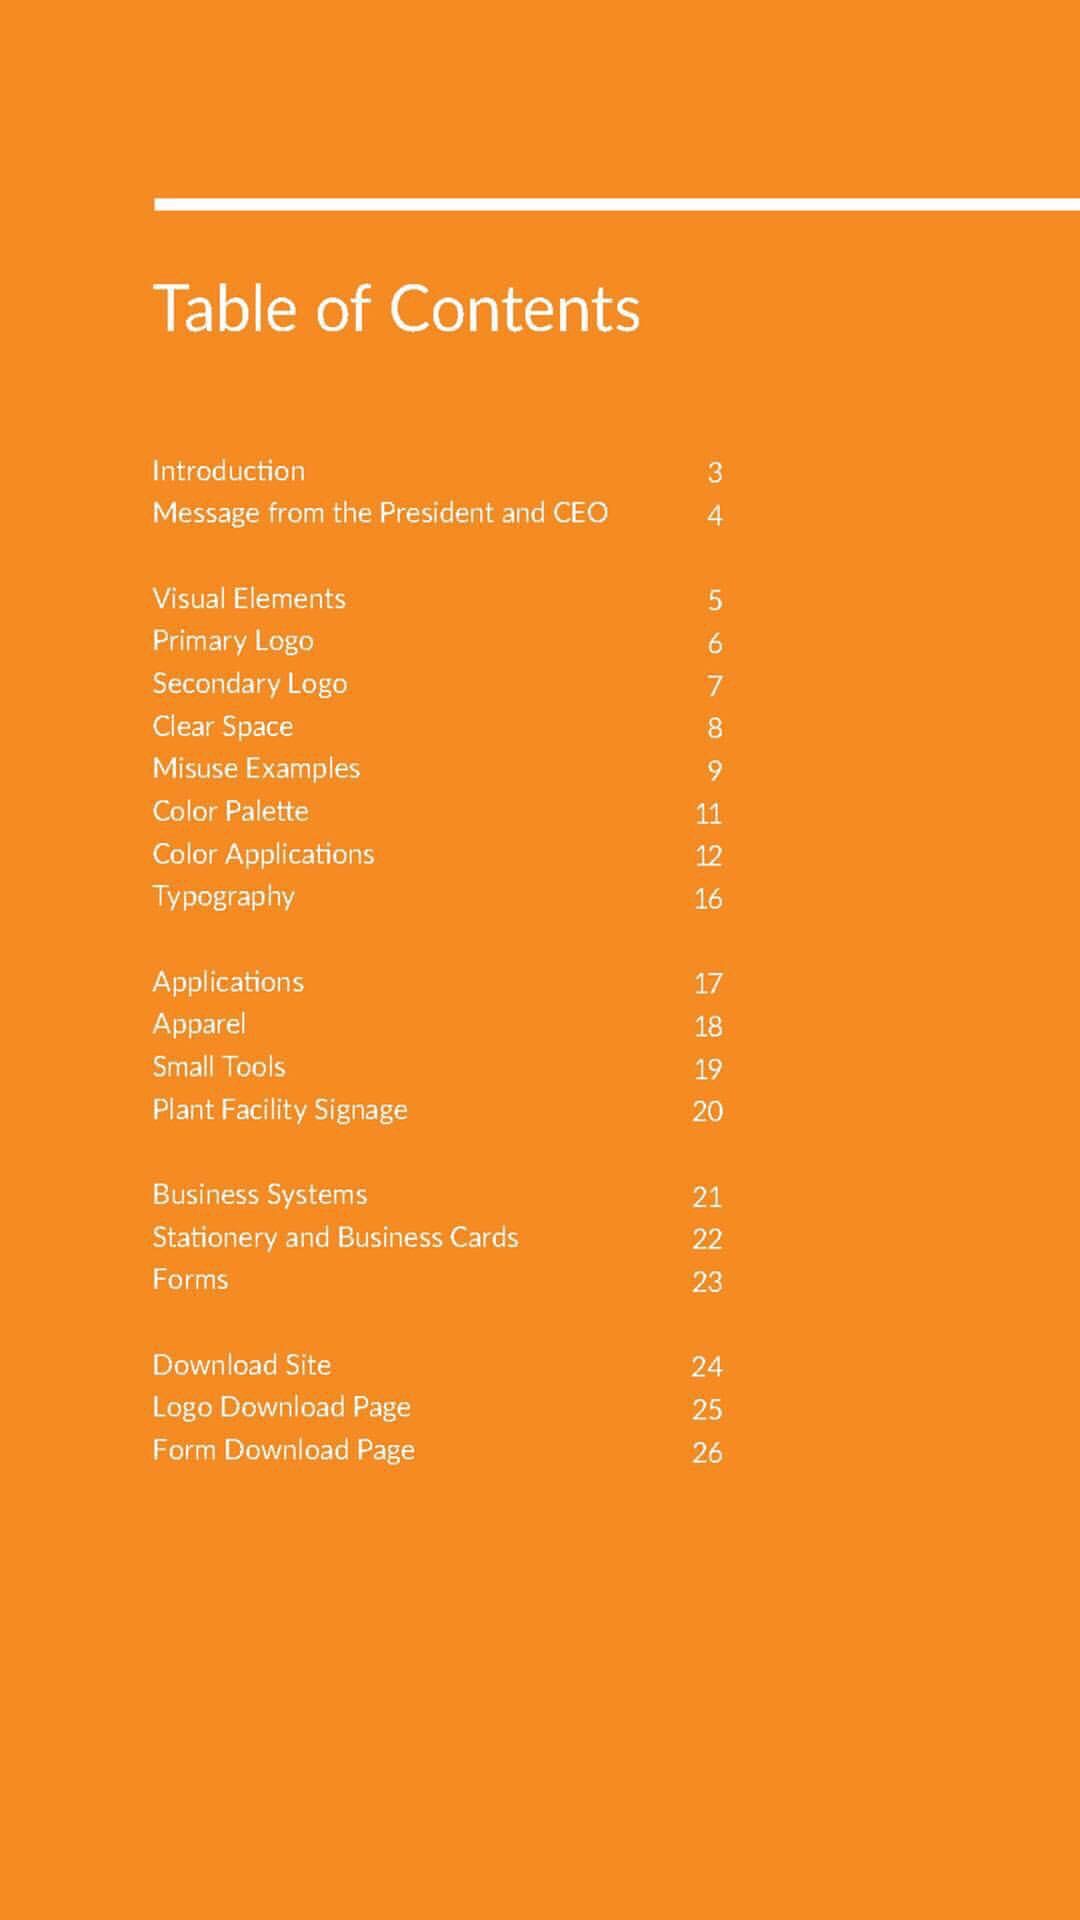 Table of Contents
Introduction 3
Message from the President and CEO 4
Visual Elements 5
Primary Logo 6
Secondary Logo 7
Clear Space 8
Misuse Examples 9
Color Palette 11
Color Applications 12
Typography 16
Applications 17
Apparel 18
Small Tools 19
Plant Facility Signage 20
Business Systems 21
Stationery and Business Cards 22
Forms 23
Download Site 24
Logo Download Page 25
Form Download Page 26